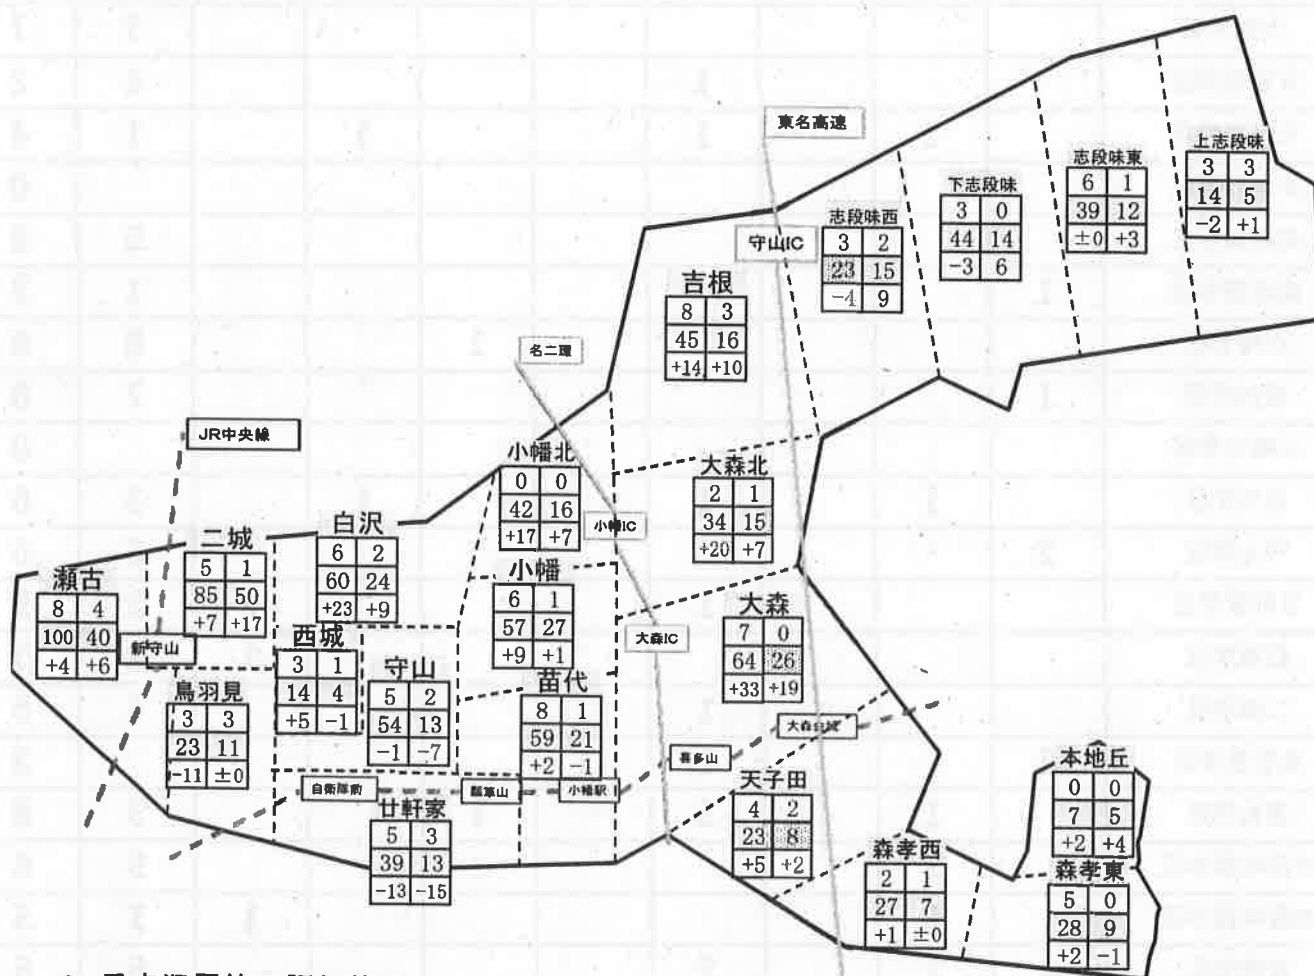 東名高速
上志段味
3 3
14 5
-2 +1
志段味東
6 1
39 12
±0 +3
下志段味
3 0
44 14
-3 6
志段味西
3 2
23 15
-4 9
守山IC
吉根
8 3
45 16
+14 +10
名二環
JR中央線
小幡北
0 0
42 16
+17 +7
小幡IC
大森北
2 1
34 15
+20 +7
白沢
6 2
60 24
+23 +9
二城
5 1
85 50
+7 +17
瀬古
8 4
100 40
+4 +6
新守山
小幡
6 1
57 27
+9 +1
大森
7 0
64 26
+33 +19
大森IC
西城
3 1
14 4
+5 -1
守山
5 2
54 13
-1 -7
鳥羽見
3 3
23 11
-11 ±0
苗代
8 1
59 21
+2 -1
喜多山
自衛隊前
瓢箪山
小幡駅
廿軒家
5 3
39 13
-13 -15
天子田
4 2
23 8
+5 +2
本地丘
0 0
7 5
+2 +4
森孝西
2 1
27 7
+1 ±0
森孝東
5 0
28 9
+2 -1